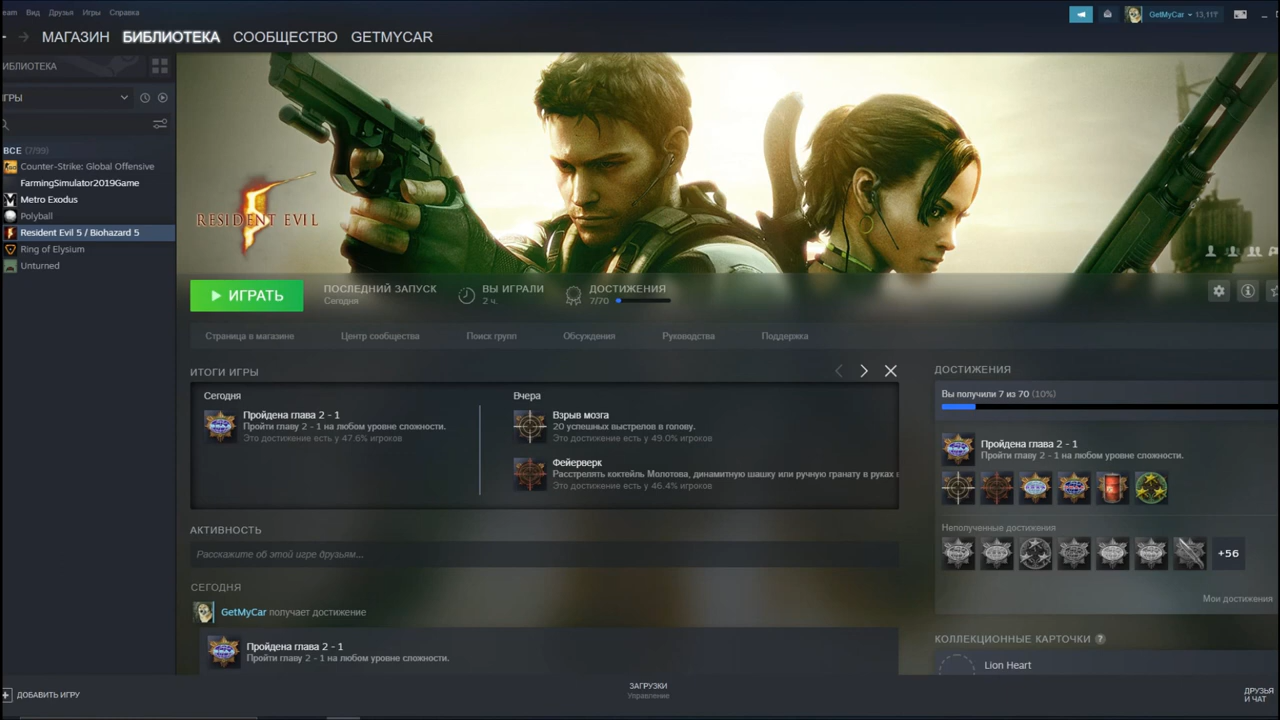 eam Вид Друзья Игры Справка
GetMyCar 13,11₸
МАГАЗИН БИБЛИОТЕКА СООБЩЕСТВО GETMYCAR
ИБЛИОТЕКА
ГРЫ
ВСЕ (7/99)
Counter-Strike: Global Offensive
FarmingSimulator2019Game
Metro Exodus
Polyball
Resident Evil 5 / Biohazard 5
Ring of Elysium
Unturned
RESIDENT EVIL 5
ИГРАТЬ
ПОСЛЕДНИЙ ЗАПУСК
Сегодня
ВЫ ИГРАЛИ
2 ч.
ДОСТИЖЕНИЯ
7/70
Страница в магазине Центр сообщества Поиск групп Обсуждения Руководства Поддержка
ИТОГИ ИГРЫ
Сегодня
Пройдена глава 2 - 1
Пройти главу 2 - 1 на любом уровне сложности.
Это достижение есть у 47.6% игроков
Вчера
Взрыв мозга
20 успешных выстрелов в голову.
Это достижение есть у 49.0% игроков
Фейерверк
Расстрелять коктейль Молотова, динамитную шашку или ручную гранату в руках
Это достижение есть у 46.4% игроков
АКТИВНОСТЬ
Расскажите об этой игре друзьям...
СЕГОДНЯ
GetMyCar получает достижение
Пройдена глава 2 - 1
Пройти главу 2 - 1 на любом уровне сложности.
ДОСТИЖЕНИЯ
Вы получили 7 из 70 (10%)
Пройдена глава 2 - 1
Пройти главу 2 - 1 на любом уровне сложности.
Неполученные достижения
+56
Мои достижения
КОЛЛЕКЦИОННЫЕ КАРТОЧКИ ?
Lion Heart
ДОБАВИТЬ ИГРУ
ЗАГРУЗКИ
Управление
ДРУЗЬЯ
И ЧАТ